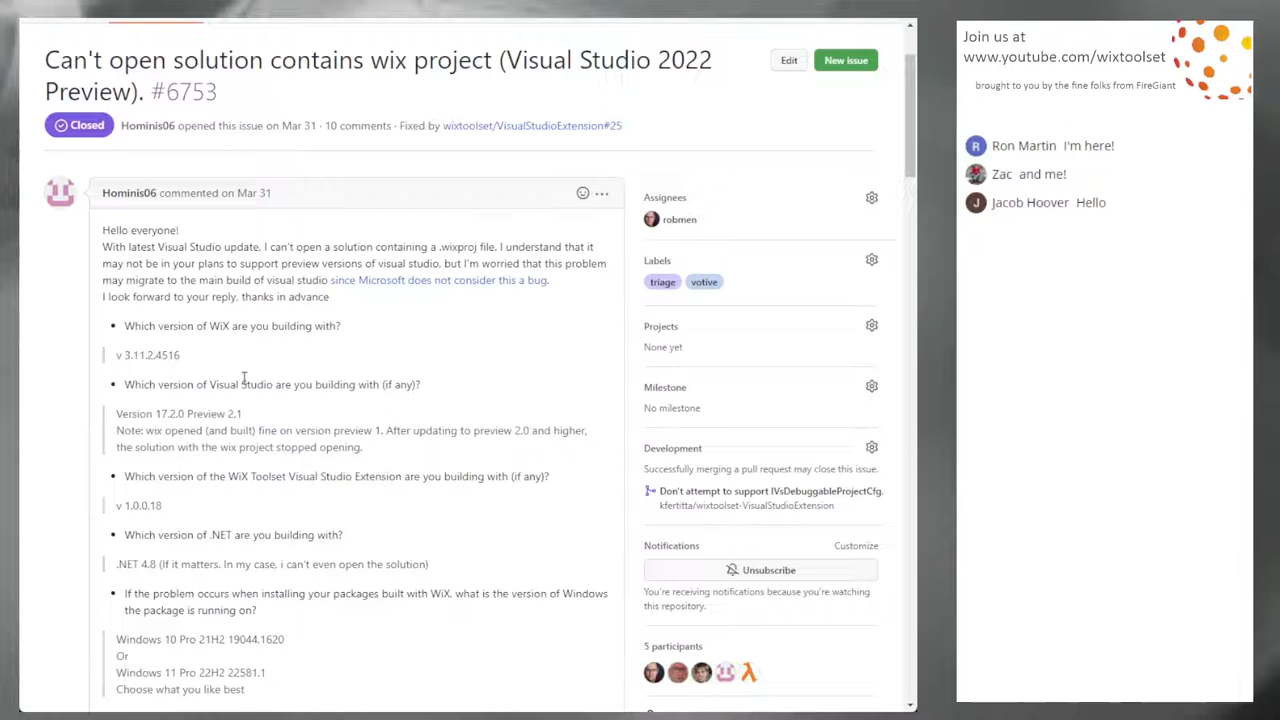 Can't open solution contains wix project (Visual Studio 2022
Preview). #6753
Edit
New issue
Closed
Hominis06 opened this issue on Mar 31 · 10 comments · Fixed by wixtoolset/VisualStudioExtension#25
Hominis06 commented on Mar 31
Hello everyone!
With latest Visual Studio update, I can't open a solution containing a .wixproj file. I understand that it
may not be in your plans to support preview versions of visual studio, but I'm worried that this problem
may migrate to the main build of visual studio since Microsoft does not consider this a bug.
I look forward to your reply, thanks in advance
• Which version of WiX are you building with?
v 3.11.2.4516
• Which version of Visual Studio are you building with (if any)?
Version 17.2.0 Preview 2.1
Note: wix opened (and built) fine on version preview 1. After updating to preview 2.0 and higher,
the solution with the wix project stopped opening.
• Which version of the WiX Toolset Visual Studio Extension are you building with (if any)?
v 1.0.0.18
• Which version of .NET are you building with?
.NET 4.8 (If it matters. In my case, i can't even open the solution)
• If the problem occurs when installing your packages built with WiX, what is the version of Windows
the package is running on?
Windows 10 Pro 21H2 19044.1620
Or
Windows 11 Pro 22H2 22581.1
Choose what you like best
Assignees
robmen
Labels
triage votive
Projects
None yet
Milestone
No milestone
Development
Successfully merging a pull request may close this issue.
Don't attempt to support IVsDebuggableProjectCfg.
kfertitta/wixtoolset-VisualStudioExtension
Notifications
Customize
Unsubscribe
You're receiving notifications because you're watching
this repository.
5 participants
Join us at
www.youtube.com/wixtoolset
brought to you by the fine folks from FireGiant
R Ron Martin I'm here!
Zac and me!
J Jacob Hoover Hello